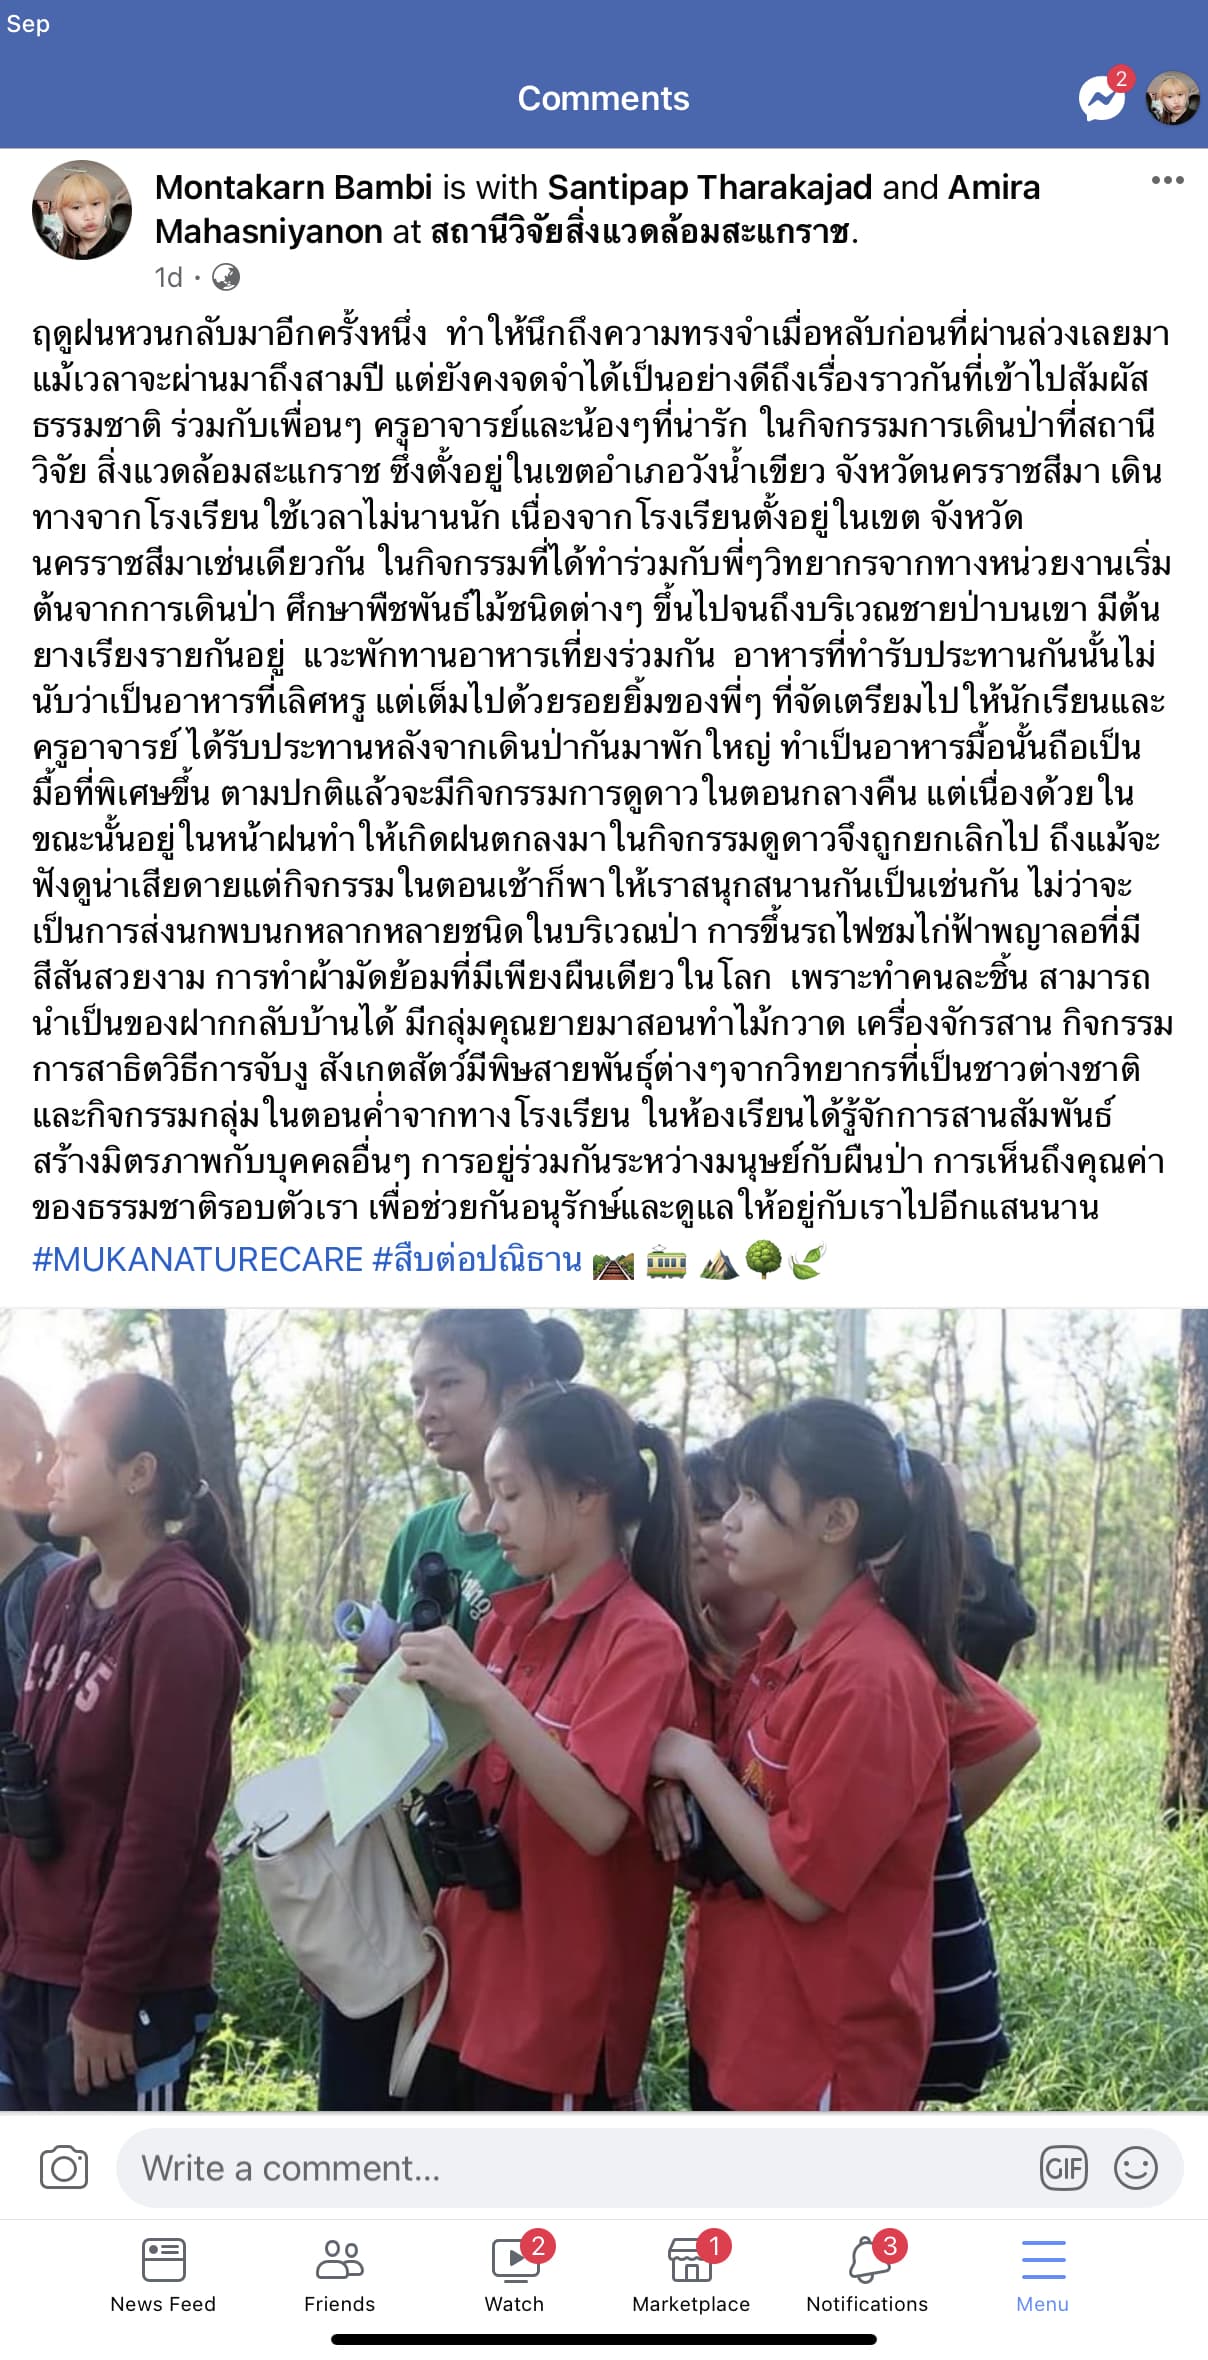 Sep
Comments
2
Montakarn Bambi is with Santipap Tharakajad and Amira
Mahasniyanon at สถานีวิจัยสิ่งแวดล้อมสะแกราช.
1d ·
ฤดูฝนหวนกลับมาอีกครั้งหนึ่ง ทำให้นึกถึงความทรงจำเมื่อหลับก่อนที่ผ่านล่วงเลยมา
แม้เวลาจะผ่านมาถึงสามปี แต่ยังคงจดจำได้เป็นอย่างดีถึงเรื่องราวกันที่เข้าไปสัมผัส
ธรรมชาติ ร่วมกับเพื่อนๆ ครูอาจารย์และน้องๆที่น่ารัก ในกิจกรรมการเดินป่าที่สถานี
วิจัย สิ่งแวดล้อมสะแกราช ซึ่งตั้งอยู่ในเขตอำเภอวังน้ำเขียว จังหวัดนครราชสีมา เดิน
ทางจากโรงเรียนใช้เวลาไม่นานนัก เนื่องจากโรงเรียนตั้งอยู่ในเขต จังหวัด
นครราชสีมาเช่นเดียวกัน ในกิจกรรมที่ได้ทำร่วมกับพี่ๆวิทยากรจากทางหน่วยงานเริ่ม
ต้นจากการเดินป่า ศึกษาพืชพันธ์ไม้ชนิดต่างๆ ขึ้นไปจนถึงบริเวณชายป่าบนเขา มีต้น
ยางเรียงรายกันอยู่ แวะพักทานอาหารเที่ยงร่วมกัน อาหารที่ทำรับประทานกันนั้นไม่
นับว่าเป็นอาหารที่เลิศหรู แต่เต็มไปด้วยรอยยิ้มของพี่ๆ ที่จัดเตรียมไปให้นักเรียนและ
ครูอาจารย์ ได้รับประทานหลังจากเดินป่ากันมาพักใหญ่ ทำเป็นอาหารมื้อนั้นถือเป็น
มื้อที่พิเศษขึ้น ตามปกติแล้วจะมีกิจกรรมการดูดาวในตอนกลางคืน แต่เนื่องด้วยใน
ขณะนั้นอยู่ในหน้าฝนทำให้เกิดฝนตกลงมาในกิจกรรมดูดาวจึงถูกยกเลิกไป ถึงแม้จะ
ฟังดูน่าเสียดายแต่กิจกรรมในตอนเช้าก็พาให้เราสนุกสนานกันเป็นเช่นกัน ไม่ว่าจะ
เป็นการส่งนกพบนกหลากหลายชนิดในบริเวณป่า การขึ้นรถไฟชมไก่ฟ้าพญาลอที่มี
สีสันสวยงาม การทำผ้ามัดย้อมที่มีเพียงผืนเดียวในโลก เพราะทำคนละชิ้น สามารถ
นำเป็นของฝากกลับบ้านได้ มีกลุ่มคุณยายมาสอนทำไม้กวาด เครื่องจักรสาน กิจกรรม
การสาธิตวิธีการจับงู สังเกตสัตว์มีพิษสายพันธุ์ต่างๆจากวิทยากรที่เป็นชาวต่างชาติ
และกิจกรรมกลุ่มในตอนค่ำจากทางโรงเรียน ในห้องเรียนได้รู้จักการสานสัมพันธ์
สร้างมิตรภาพกับบุคคลอื่นๆ การอยู่ร่วมกันระหว่างมนุษย์กับผืนป่า การเห็นถึงคุณค่า
ของธรรมชาติรอบตัวเรา เพื่อช่วยกันอนุรักษ์และดูแลให้อยู่กับเราไปอีกแสนนาน
#MUKANATURECARE #สืบต่อปณิธาน
Write a comment...
GIF
2
1
3
News Feed
Friends
Watch
Marketplace
Notifications
Menu